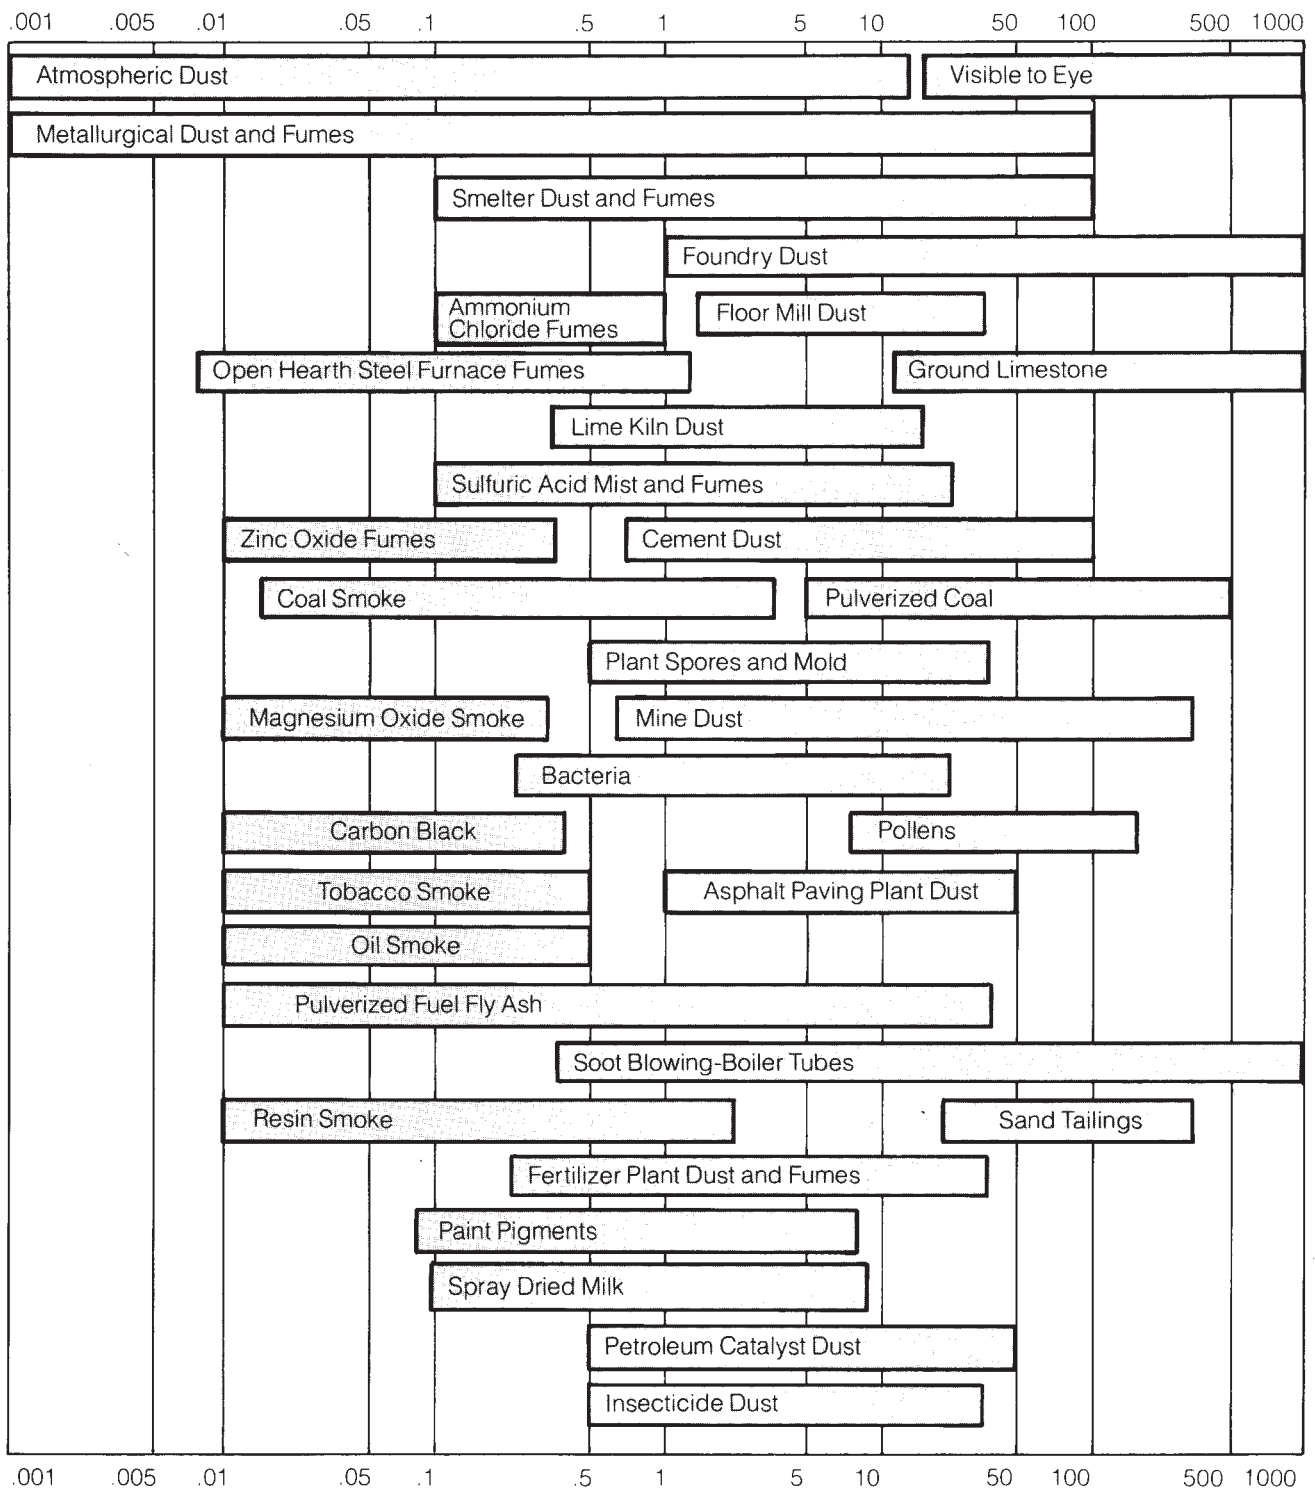 .001 .005 .01 .05 .1 .5 1 5 10 50 100 500 1000
Atmospheric Dust Visible to Eye
Metallurgical Dust and Fumes
Smelter Dust and Fumes
Foundry Dust
Ammonium
Chloride Fumes Floor Mill Dust
Open Hearth Steel Furnace Fumes Ground Limestone
Lime Kiln Dust
Sulfuric Acid Mist and Fumes
Zinc Oxide Fumes Cement Dust
Coal Smoke Pulverized Coal
Plant Spores and Mold
Magnesium Oxide Smoke Mine Dust
Bacteria
Carbon Black Pollens
Tobacco Smoke Asphalt Paving Plant Dust
Oil Smoke
Pulverized Fuel Fly Ash
Soot Blowing-Boiler Tubes
Resin Smoke Sand Tailings
Fertilizer Plant Dust and Fumes
Paint Pigments
Spray Dried Milk
Petroleum Catalyst Dust
Insecticide Dust
.001 .005 .01 .05 .1 .5 1 5 10 50 100 500 1000